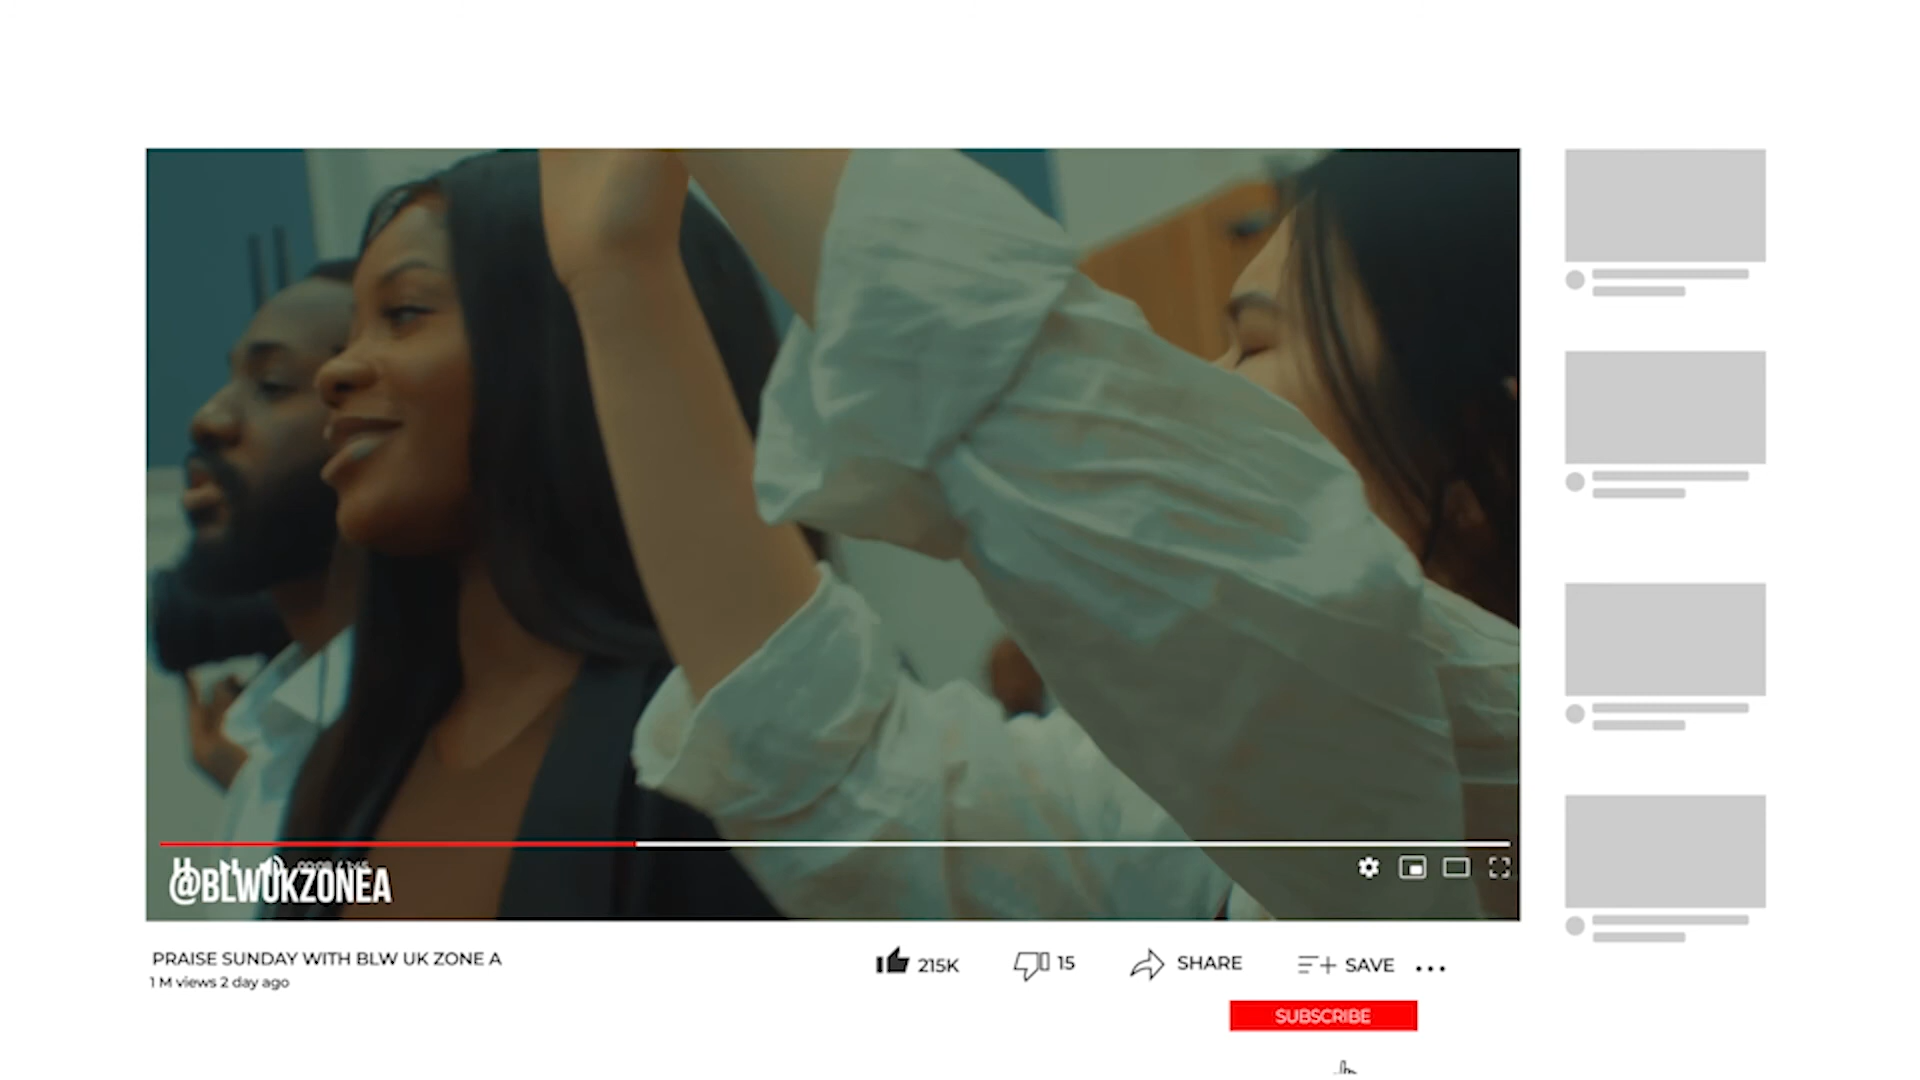 @BLWUKZONEA
PRAISE SUNDAY WITH BLW UK ZONE A
1 M views 2 day ago
215K
15
SHARE
SAVE
SUBSCRIBE